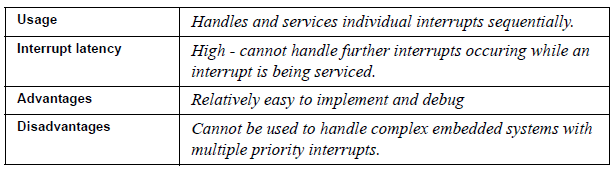 Usage Handles and services individual interrupts sequentially.
Interrupt latency High - cannot handle further interrupts occuring while an
interrupt is being serviced.
Advantages Relatively easy to implement and debug
Disadvantages Cannot be used to handle complex embedded systems with
multiple priority interrupts.